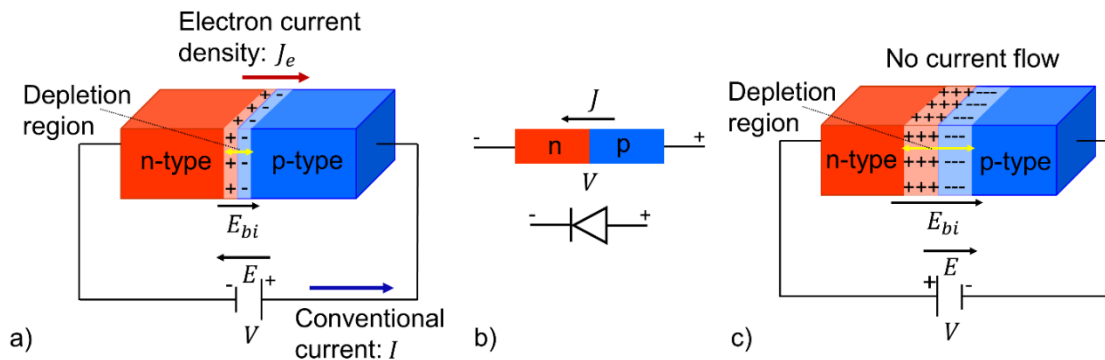 Electron current
density: J_e
Depletion
region
+ -
+ -
+ -
+ -
+ -
+ -
n-type
p-type
E_bi
E
- +
V
Conventional
current: I
a)
J
- n p +
V
- +
b)
No current flow
Depletion
region
+++ ---
+++ ---
+++ ---
+++ ---
+++ ---
+++ ---
n-type
p-type
E_bi
E
+ -
V
c)